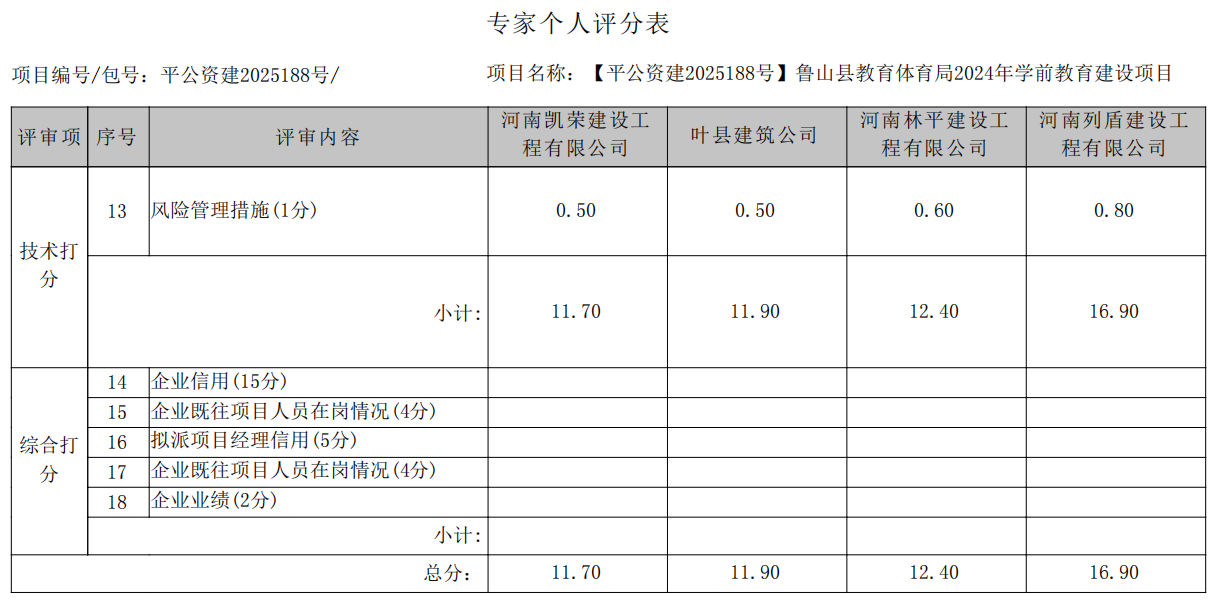 专家个人评分表
项目编号/包号：平公资建2025188号/ 项目名称：【平公资建2025188号】鲁山县教育体育局2024年学前教育建设项目
评审项 序号 评审内容 河南凯荣建设工程有限公司 叶县建筑公司 河南林平建设工程有限公司 河南列盾建设工程有限公司
技术打分
13 风险管理措施(1分) 0.50 0.50 0.60 0.80
小计: 11.70 11.90 12.40 16.90
综合打分
14 企业信用(15分)
15 企业既往项目人员在岗情况(4分)
16 拟派项目经理信用(5分)
17 企业既往项目人员在岗情况(4分)
18 企业业绩(2分)
小计:
总分： 11.70 11.90 12.40 16.90